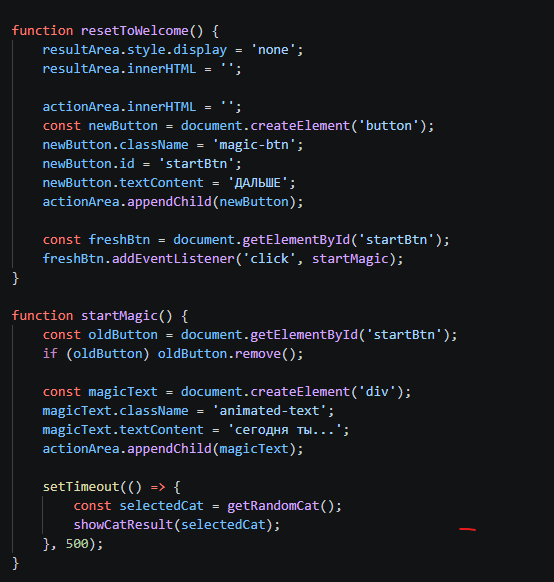 function resetToWelcome() {
    resultArea.style.display = 'none';
    resultArea.innerHTML = '';

    actionArea.innerHTML = '';
    const newButton = document.createElement('button');
    newButton.className = 'magic-btn';
    newButton.id = 'startBtn';
    newButton.textContent = 'ДАЛЬШЕ';
    actionArea.appendChild(newButton);

    const freshBtn = document.getElementById('startBtn');
    freshBtn.addEventListener('click', startMagic);
}

function startMagic() {
    const oldButton = document.getElementById('startBtn');
    if (oldButton) oldButton.remove();

    const magicText = document.createElement('div');
    magicText.className = 'animated-text';
    magicText.textContent = 'сегодня ты...';
    actionArea.appendChild(magicText);

    setTimeout(() => {
        const selectedCat = getRandomCat();
        showCatResult(selectedCat);
    }, 500);
}